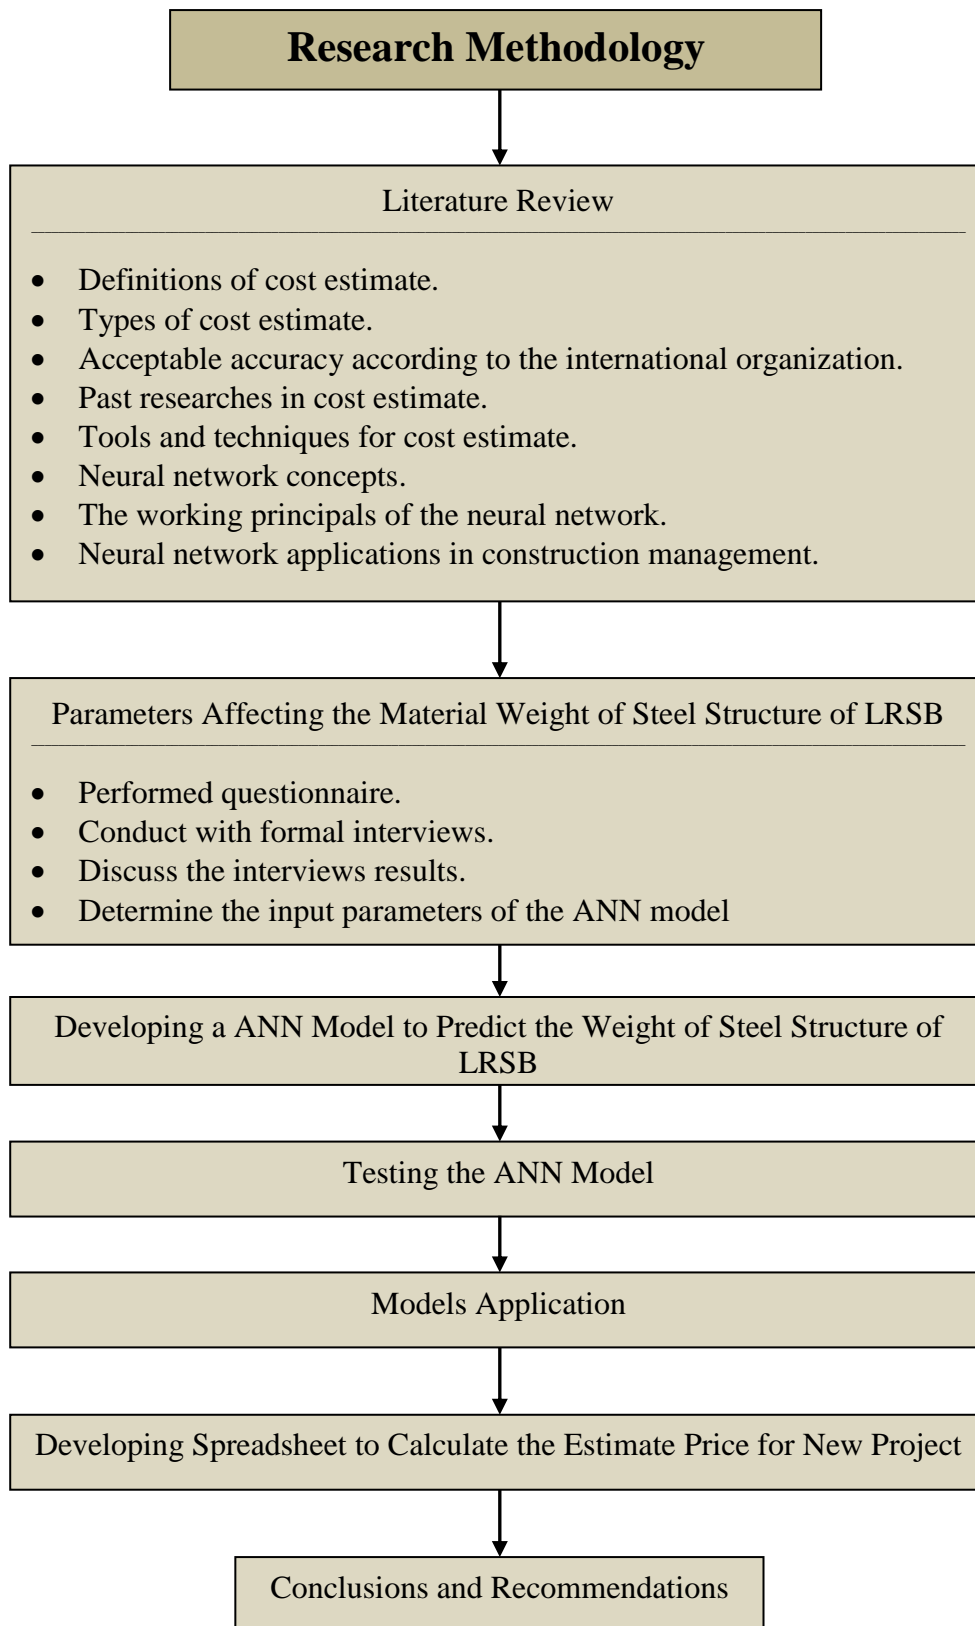 Research Methodology
Literature Review
• Definitions of cost estimate.
• Types of cost estimate.
• Acceptable accuracy according to the international organization.
• Past researches in cost estimate.
• Tools and techniques for cost estimate.
• Neural network concepts.
• The working principals of the neural network.
• Neural network applications in construction management.
Parameters Affecting the Material Weight of Steel Structure of LRSB
• Performed questionnaire.
• Conduct with formal interviews.
• Discuss the interviews results.
• Determine the input parameters of the ANN model
Developing a ANN Model to Predict the Weight of Steel Structure of
LRSB
Testing the ANN Model
Models Application
Developing Spreadsheet to Calculate the Estimate Price for New Project
Conclusions and Recommendations